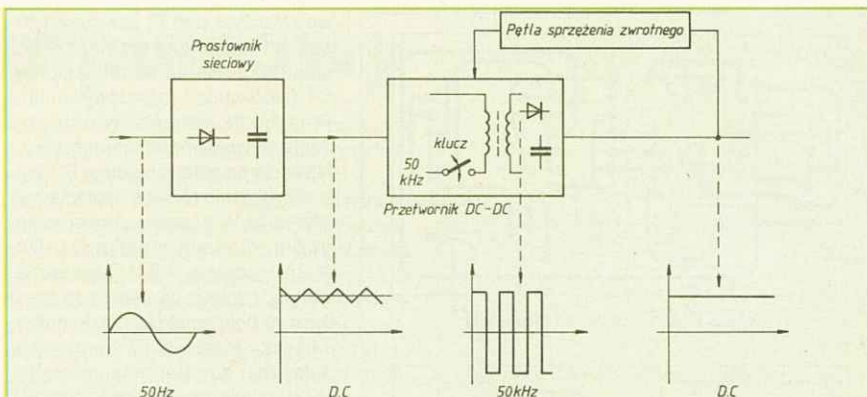 Pętla sprzężenia zwrotnego
Prostownik
sieciowy
klucz
50
kHz
Przetwornik DC-DC
50Hz
D.C
50kHz
D.C